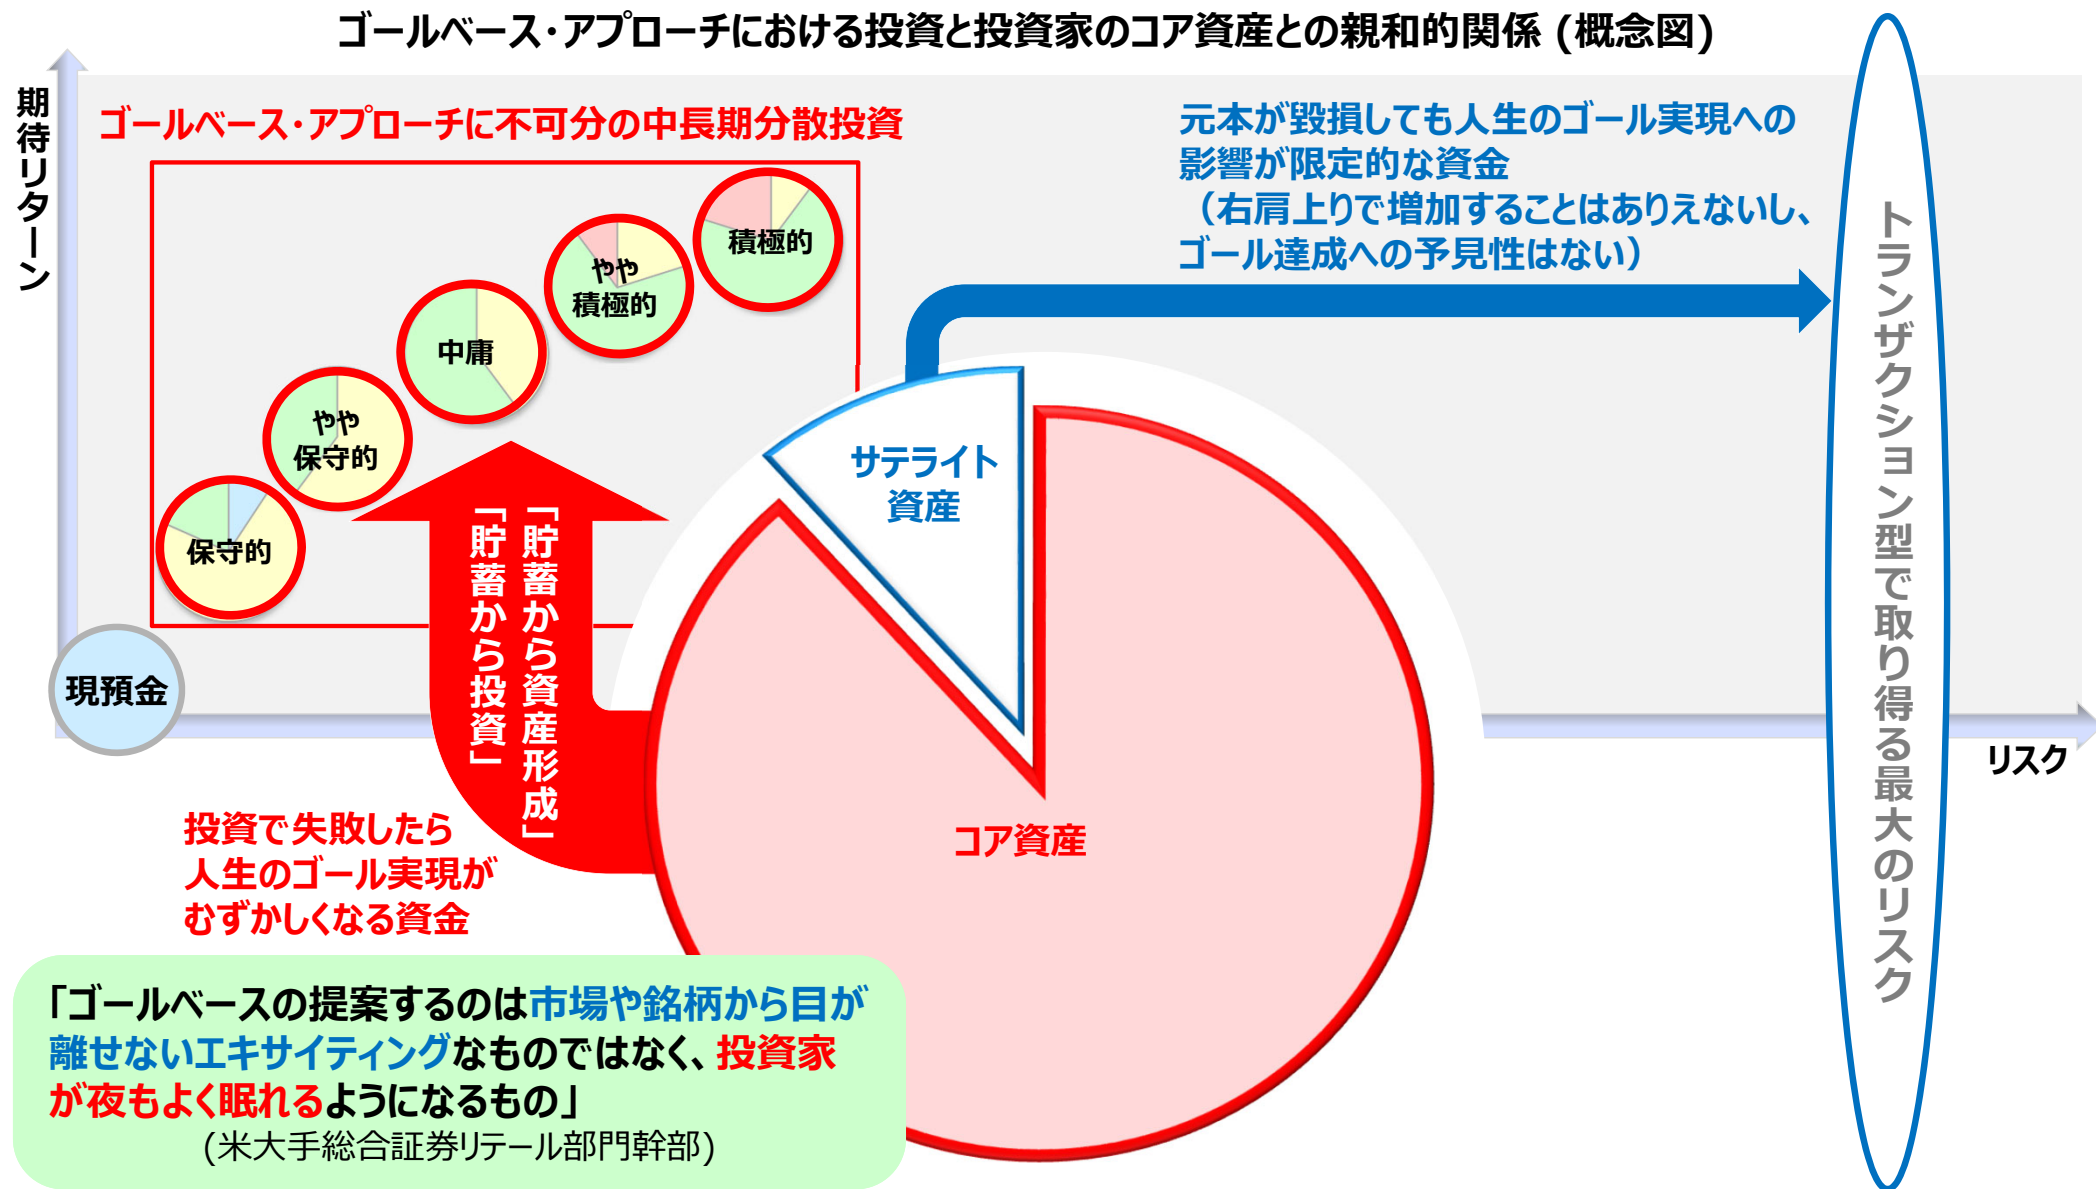 ゴールベース・アプローチにおける投資と投資家のコア資産との親和的関係 (概念図)
期待リターン
ゴールベース・アプローチに不可分の中長期分散投資
元本が毀損しても人生のゴール実現への
影響が限定的な資金
（右肩上りで増加することはありえないし、
ゴール達成への予見性はない）
積極的
やや
積極的
中庸
やや
保守的
保守的
現預金
「貯蓄から資産形成」
「貯蓄から投資」
サテライト
資産
コア資産
トランザクション型で取り得る最大のリスク
リスク
投資で失敗したら
人生のゴール実現が
むずかしくなる資金
「ゴールベースの提案するのは市場や銘柄から目が
離せないエキサイティングなものではなく、投資家
が夜もよく眠れるようになるもの」
(米大手総合証券リテール部門幹部)